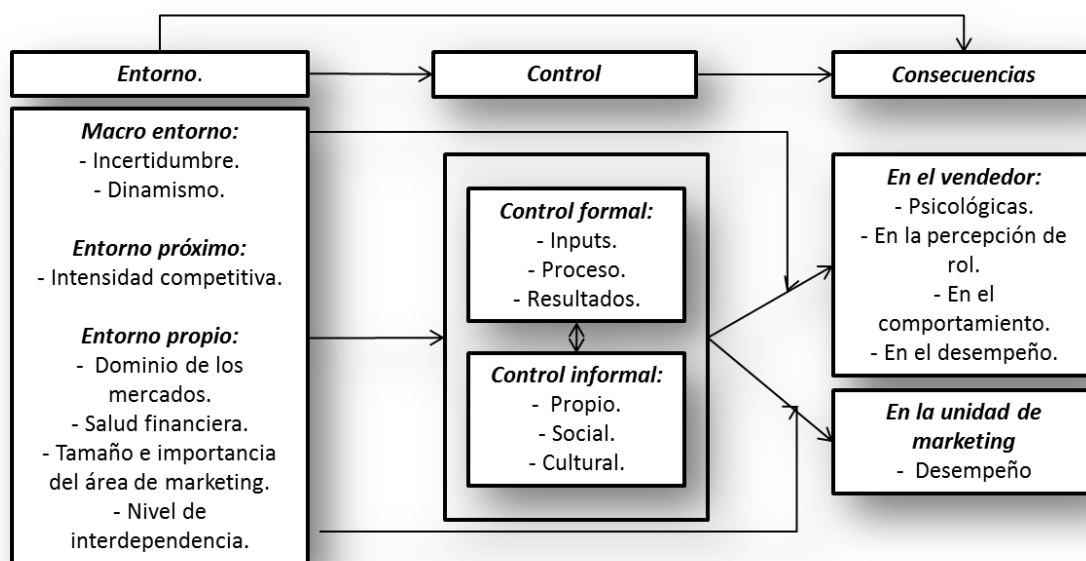 Entorno.
Control
Consecuencias
Macro entorno:
- Incertidumbre.
- Dinamismo.
Entorno próximo:
- Intensidad competitiva.
Entorno propio:
- Dominio de los
mercados.
- Salud financiera.
- Tamaño e importancia
del área de marketing.
- Nivel de
interdependencia.
Control formal:
- Inputs.
- Proceso.
- Resultados.
Control informal:
- Propio.
- Social.
- Cultural.
En el vendedor:
- Psicológicas.
- En la percepción de
rol.
- En el
comportamiento.
- En el desempeño.
En la unidad de
marketing
- Desempeño